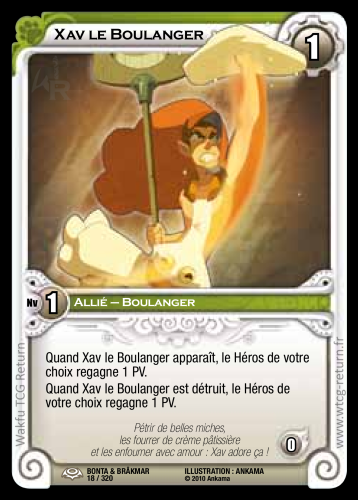 Xav le Boulanger
1
Nv 1
Allié – Boulanger
Quand Xav le Boulanger apparaît, le Héros de votre
choix regagne 1 PV.
Quand Xav le Boulanger est détruit, le Héros de
votre choix regagne 1 PV.
Pétrir de belles miches,
les fourrer de crème pâtissière
et les enfourner avec amour : Xav adore ça !
0
Wakfu TCG Return
www.wtcg-return.fr
BONTA & BRÂKMAR
18 / 320
ILLUSTRATION : ANKAMA
© 2010 Ankama